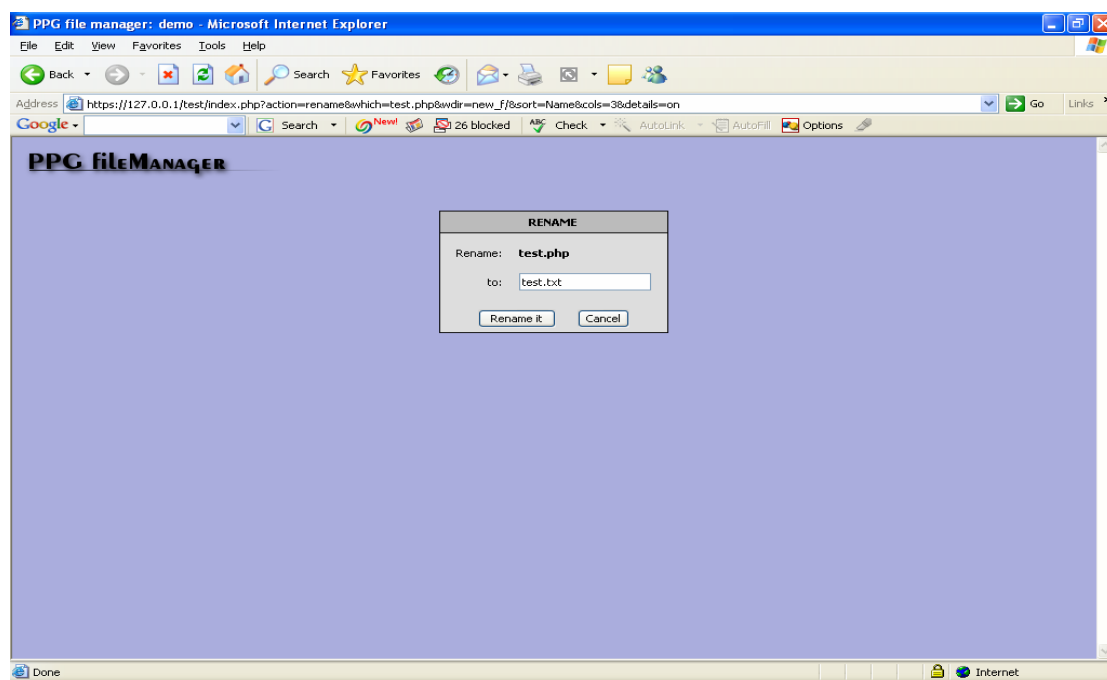 PPG file manager: demo - Microsoft Internet Explorer
File Edit View Favorites Tools Help
Back Search Favorites
Address https://127.0.0.1/test/index.php?action=rename&which=test.php&wdir=new_f/&sort=Name&cols=3&details=on Go Links
Google Search New! 26 blocked ABC Check AutoLink AutoFill Options
PPG fileManager
RENAME
Rename: test.php
to: test.txt
Rename it Cancel
Done Internet